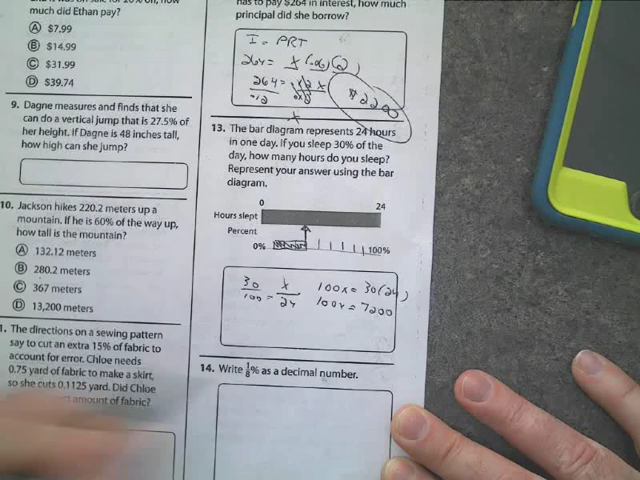 much did Ethan pay?
Ⓐ $7.99
Ⓑ $14.99
Ⓒ $31.99
Ⓓ $39.74
9. Dagne measures and finds that she
can do a vertical jump that is 27.5% of
her height. If Dagne is 48 inches tall,
how high can she jump?
10. Jackson hikes 220.2 meters up a
mountain. If he is 60% of the way up,
how tall is the mountain?
Ⓐ 132.12 meters
Ⓑ 280.2 meters
Ⓒ 367 meters
Ⓓ 13,200 meters
1. The directions on a sewing pattern
say to cut an extra 15% of fabric to
account for error. Chloe needs
0.75 yard of fabric to make a skirt,
so she cuts 0.1125 yard. Did Chloe
amount of fabric?
has to pay $264 in interest, how much
principal did she borrow?
I = PRT
264 = x (.06)(2)
264 =
$2200
13. The bar diagram represents 24 hours
in one day. If you sleep 30% of the
day, how many hours do you sleep?
Represent your answer using the bar
diagram.
0 24
Hours slept
Percent
0% 100%
30/100 = x/24 100x = 30(24)
100x = 7200
14. Write 1/8% as a decimal number.